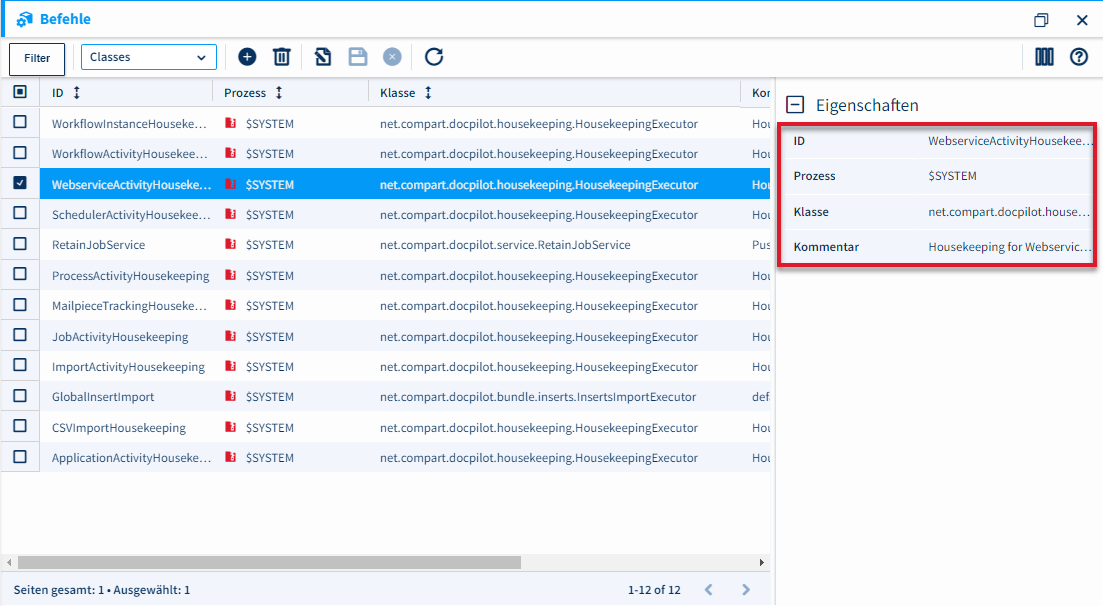 Befehle
Filter
Classes
ID Prozess Klasse
WorkflowInstanceHouseke... $SYSTEM net.compart.docpilot.housekeeping.HousekeepingExecutor Hou
WorkflowActivityHousekee... $SYSTEM net.compart.docpilot.housekeeping.HousekeepingExecutor Hou
WebserviceActivityHouseke... $SYSTEM net.compart.docpilot.housekeeping.HousekeepingExecutor Hou
SchedulerActivityHousekee... $SYSTEM net.compart.docpilot.housekeeping.HousekeepingExecutor Hou
RetainJobService $SYSTEM net.compart.docpilot.service.RetainJobService Pus
ProcessActivityHousekeeping $SYSTEM net.compart.docpilot.housekeeping.HousekeepingExecutor Hou
MailpieceTrackingHouseke... $SYSTEM net.compart.docpilot.housekeeping.HousekeepingExecutor Hou
JobActivityHousekeeping $SYSTEM net.compart.docpilot.housekeeping.HousekeepingExecutor Hou
ImportActivityHousekeeping $SYSTEM net.compart.docpilot.housekeeping.HousekeepingExecutor Hou
GlobalInsertImport $SYSTEM net.compart.docpilot.bundle.inserts.InsertsImportExecutor def
CSVImportHousekeeping $SYSTEM net.compart.docpilot.housekeeping.HousekeepingExecutor Hou
ApplicationActivityHouseke... $SYSTEM net.compart.docpilot.housekeeping.HousekeepingExecutor Hou
Seiten gesamt: 1 • Ausgewählt: 1
1-12 of 12
Eigenschaften
ID WebserviceActivityHousekee...
Prozess $SYSTEM
Klasse net.compart.docpilot.house...
Kommentar Housekeeping for Webservic...